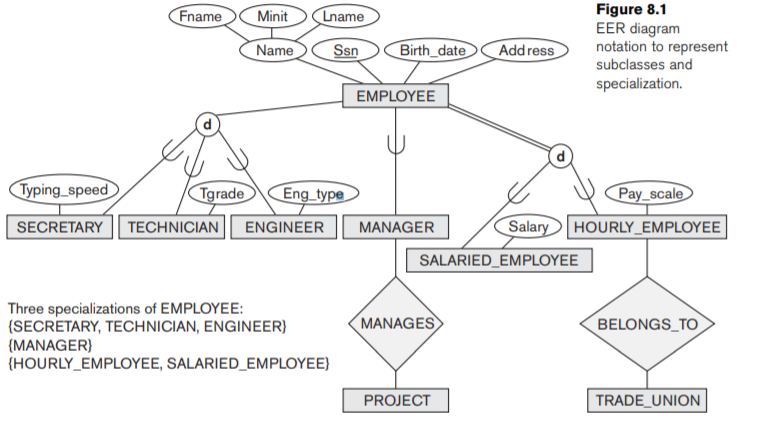 Fname Minit Lname
Name Ssn Birth_date Address
EMPLOYEE
d
d
Typing_speed Tgrade Eng_type Salary Pay_scale
SECRETARY TECHNICIAN ENGINEER MANAGER HOURLY_EMPLOYEE
SALARIED_EMPLOYEE
MANAGES BELONGS_TO
PROJECT TRADE_UNION
Three specializations of EMPLOYEE:
{SECRETARY, TECHNICIAN, ENGINEER}
{MANAGER}
{HOURLY_EMPLOYEE, SALARIED_EMPLOYEE}
Figure 8.1
EER diagram
notation to represent
subclasses and
specialization.